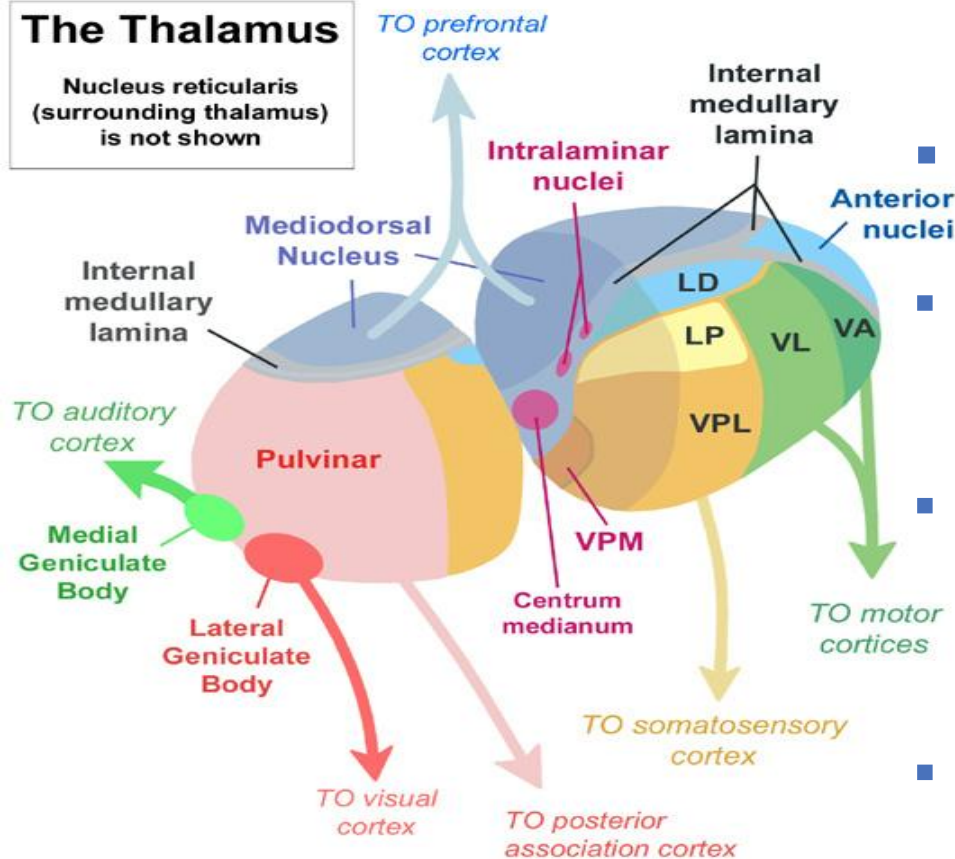 The Thalamus
Nucleus reticularis
(surrounding thalamus)
is not shown
TO prefrontal
cortex
Internal
medullary
lamina
Intralaminar
nuclei
Anterior
nuclei
Mediodorsal
Nucleus
Internal
medullary
lamina
LD
LP
VL
VA
VPL
TO auditory
cortex
Pulvinar
Medial
Geniculate
Body
VPM
Centrum
medianum
Lateral
Geniculate
Body
TO motor
cortices
TO somatosensory
cortex
TO visual
cortex
TO posterior
association cortex